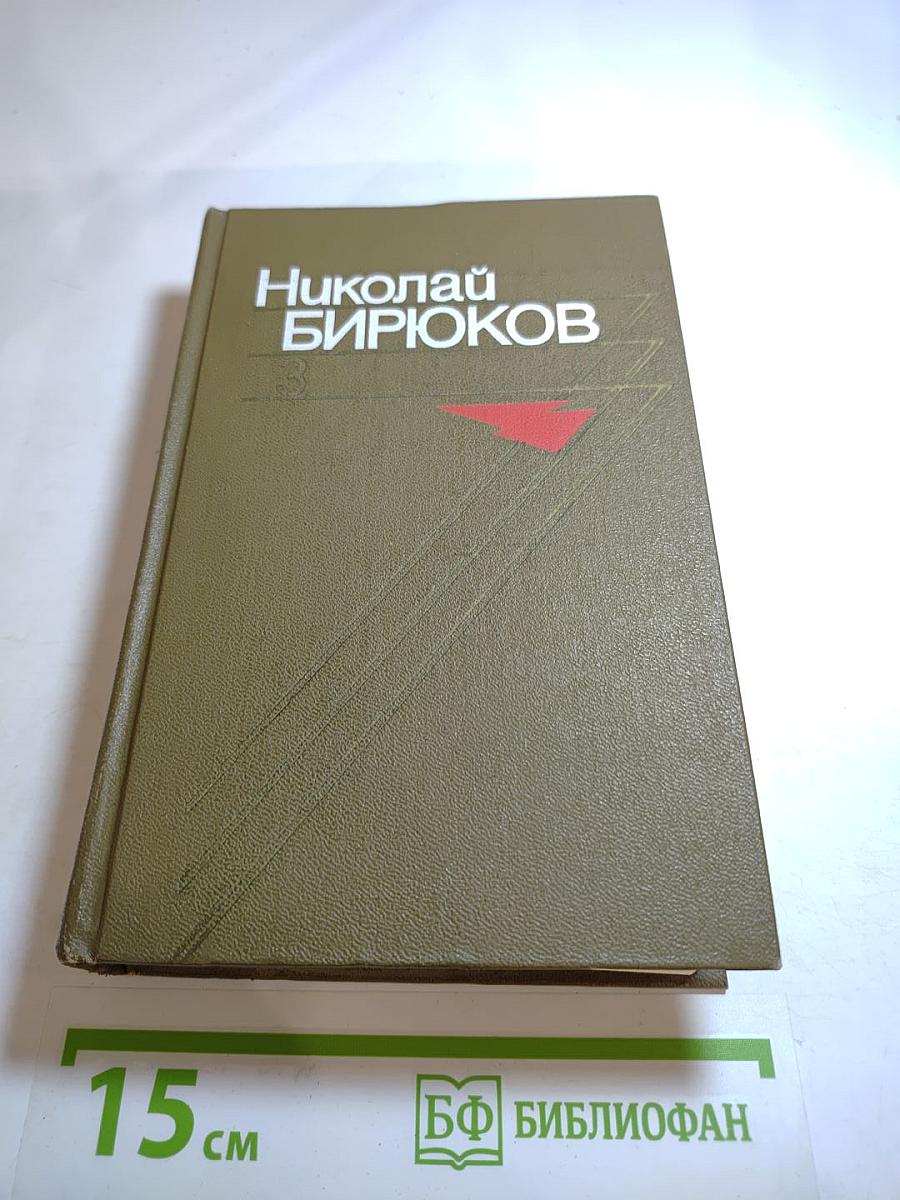 Николай
БИРЮКОВ
3
15 см
БФ БИБЛИОФАН